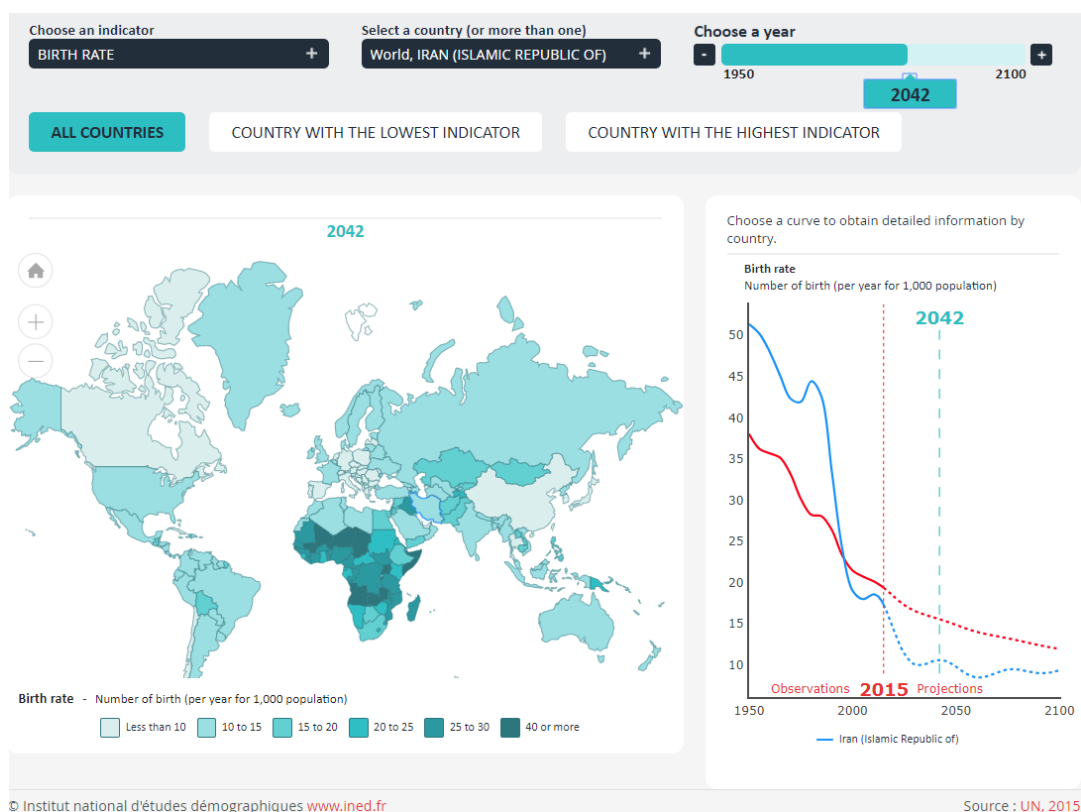 Choose an indicator
BIRTH RATE +
Select a country (or more than one)
World, IRAN (ISLAMIC REPUBLIC OF) +
Choose a year
- +
1950 2100
2042
ALL COUNTRIES
COUNTRY WITH THE LOWEST INDICATOR
COUNTRY WITH THE HIGHEST INDICATOR
2042
+
−
Birth rate - Number of birth (per year for 1,000 population)
Less than 10 10 to 15 15 to 20 20 to 25 25 to 30 40 or more
Choose a curve to obtain detailed information by
country.
Birth rate
Number of birth (per year for 1,000 population)
2042
50
45
40
35
30
25
20
15
10
Observations 2015 Projections
1950 2000 2050 2100
Iran (Islamic Republic of)
© Institut national d'études démographiques www.ined.fr
Source : UN, 2015